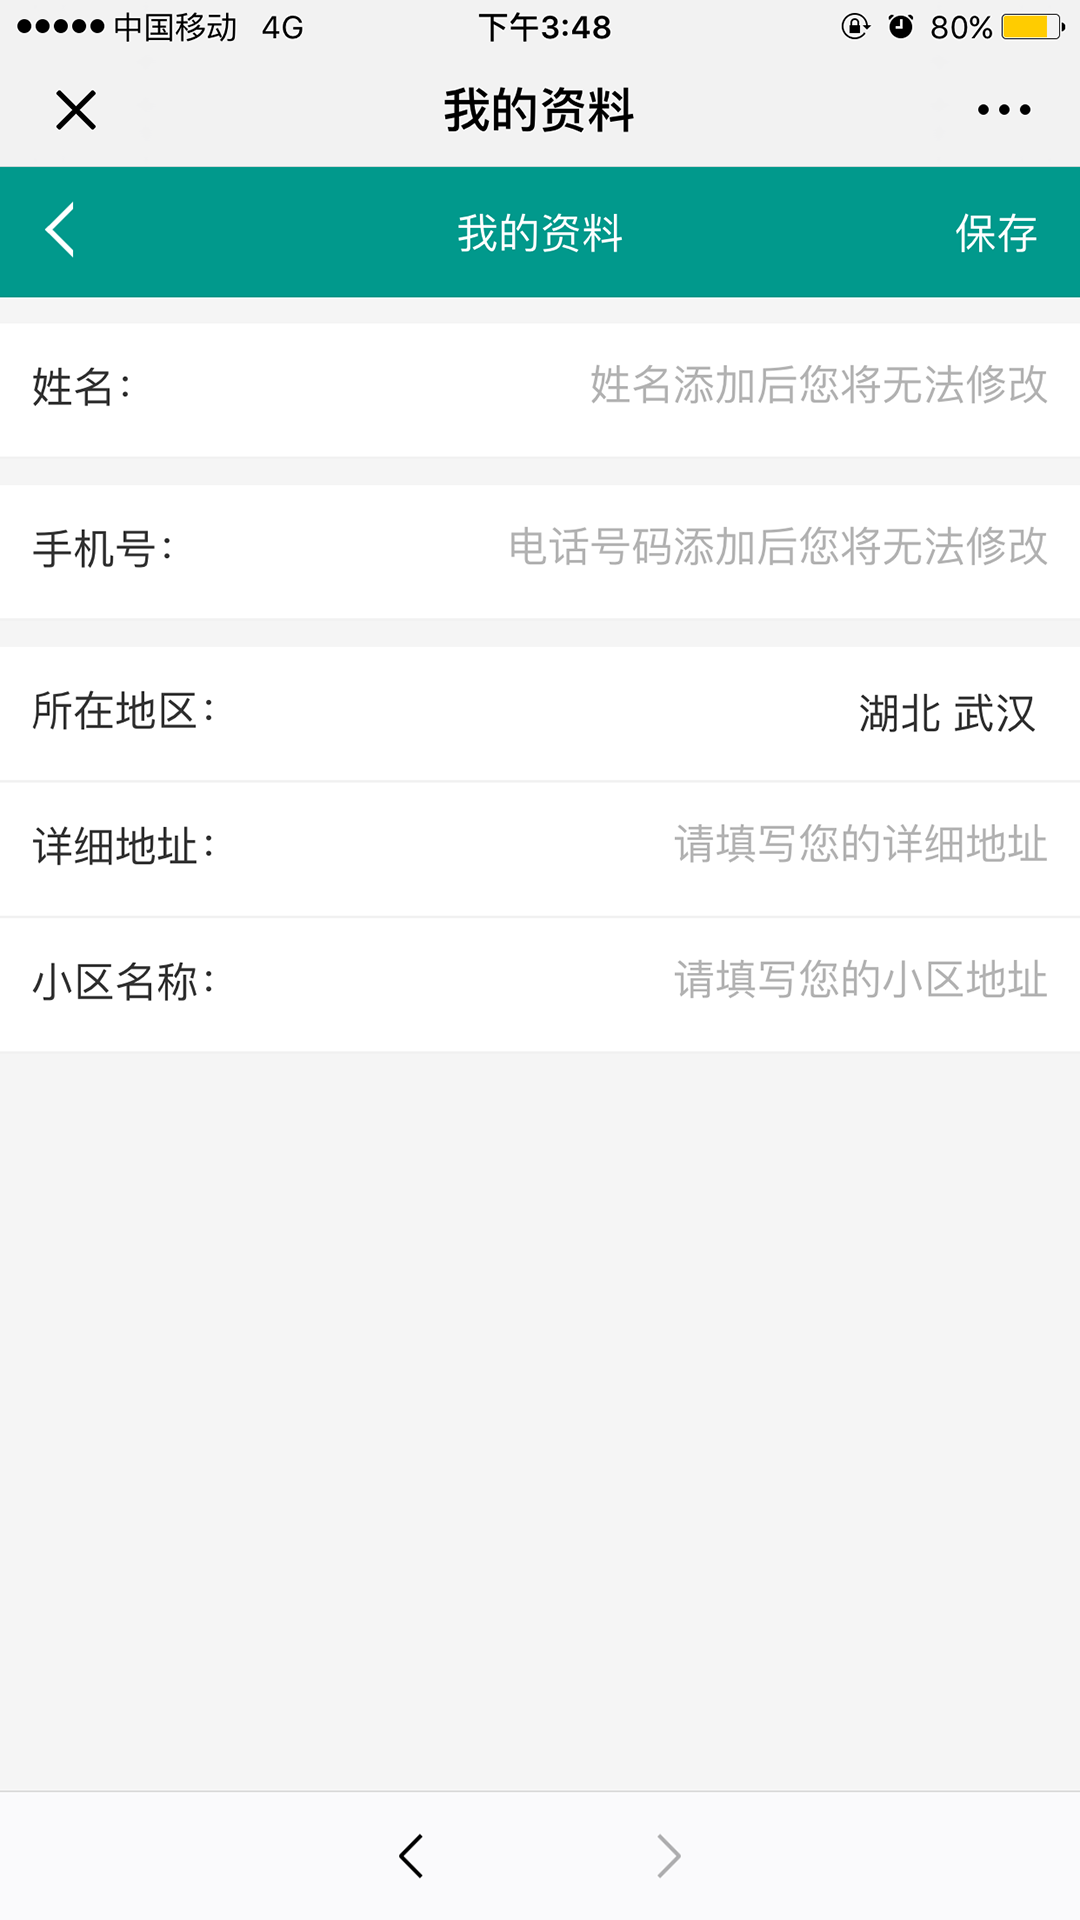 中国移动 4G 下午3:48 80%
我的资料
我的资料 保存
姓名： 姓名添加后您将无法修改
手机号： 电话号码添加后您将无法修改
所在地区： 湖北 武汉
详细地址： 请填写您的详细地址
小区名称： 请填写您的小区地址